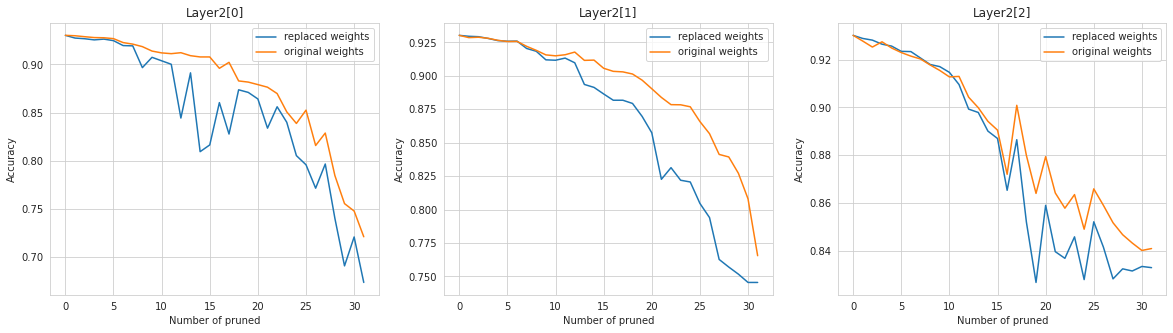 Layer2[0]
replaced weights
original weights
Accuracy
0.90
0.85
0.80
0.75
0.70
0 5 10 15 20 25 30
Number of pruned
Layer2[1]
replaced weights
original weights
Accuracy
0.925
0.900
0.875
0.850
0.825
0.800
0.775
0.750
0 5 10 15 20 25 30
Number of pruned
Layer2[2]
replaced weights
original weights
Accuracy
0.92
0.90
0.88
0.86
0.84
0 5 10 15 20 25 30
Number of pruned